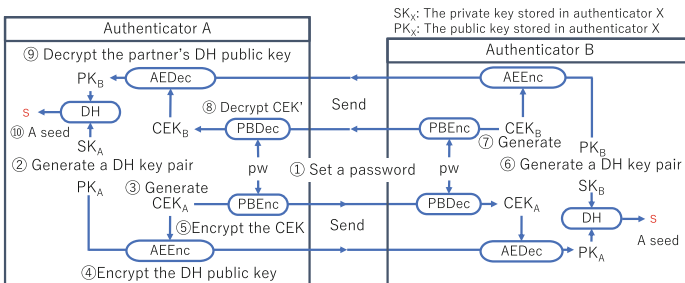 SKX: The private key stored in authenticator X
PKX: The public key stored in authenticator X
Authenticator A
Authenticator B
⑨ Decrypt the partner's DH public key
PKB
AEDec
AEEnc
S
DH
⑧ Decrypt CEK'
Send
⑩ A seed
CEKB
PBDec
PBEnc
CEKB
SKA
⑦ Generate
PKB
② Generate a DH key pair
pw
① Set a password
pw
⑥ Generate a DH key pair
PKA
③ Generate
SKB
CEKA
PBEnc
PBDec
CEKA
DH
S
⑤Encrypt the CEK
Send
A seed
AEEnc
AEDec
PKA
④Encrypt the DH public key